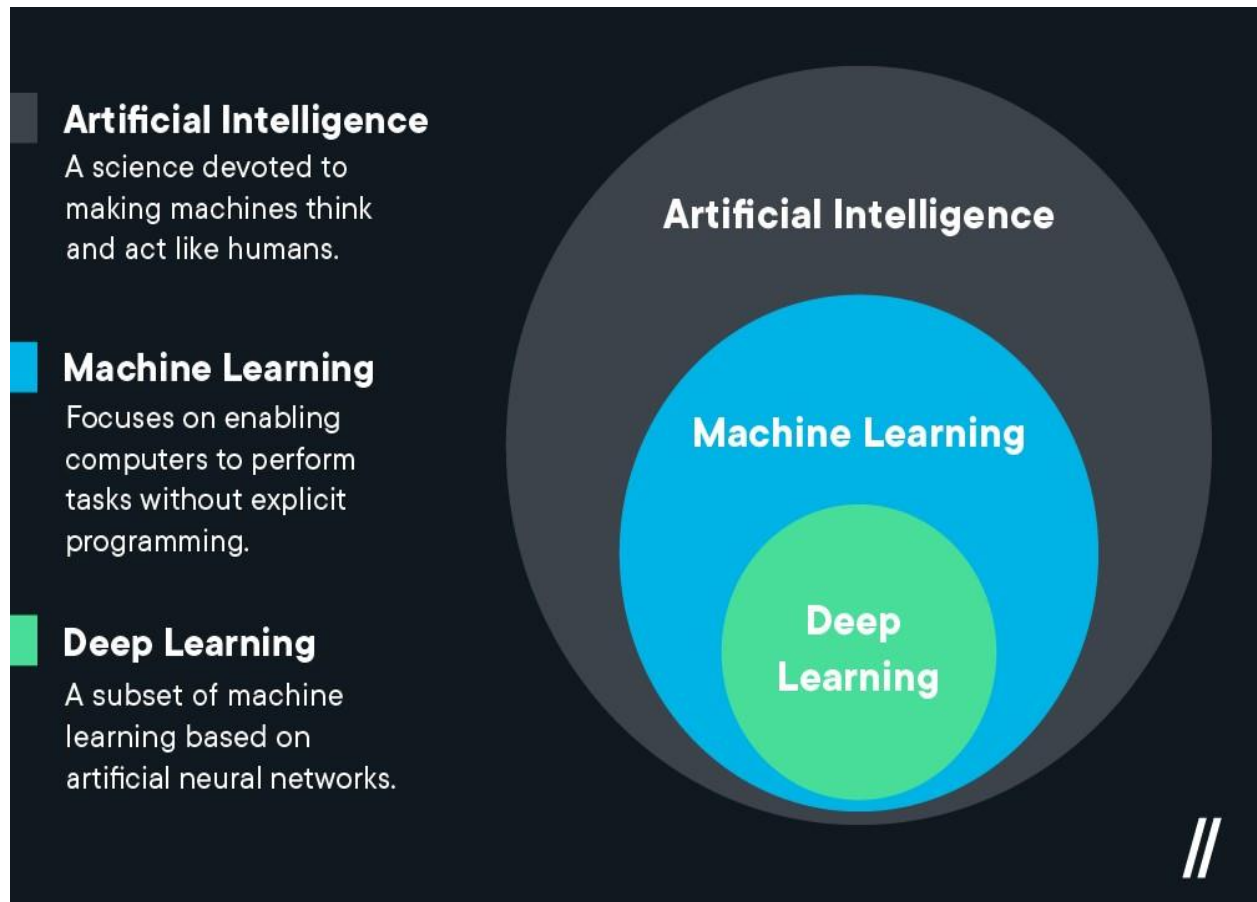 Artificial Intelligence
A science devoted to
making machines think
and act like humans.
Machine Learning
Focuses on enabling
computers to perform
tasks without explicit
programming.
Deep Learning
A subset of machine
learning based on
artificial neural networks.
Artificial Intelligence
Machine Learning
Deep
Learning
//